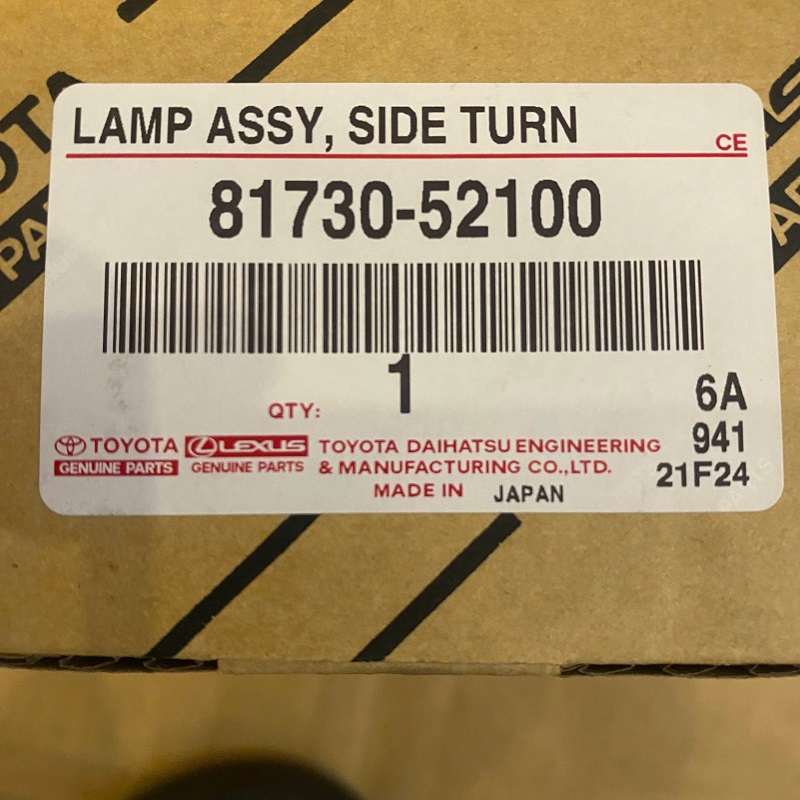 LAMP ASSY, SIDE TURN
CE
81730-52100
QTY: 1
6A
941
21F24
TOYOTA
GENUINE PARTS
LEXUS
GENUINE PARTS
TOYOTA DAIHATSU ENGINEERING
& MANUFACTURING CO.,LTD.
MADE IN JAPAN